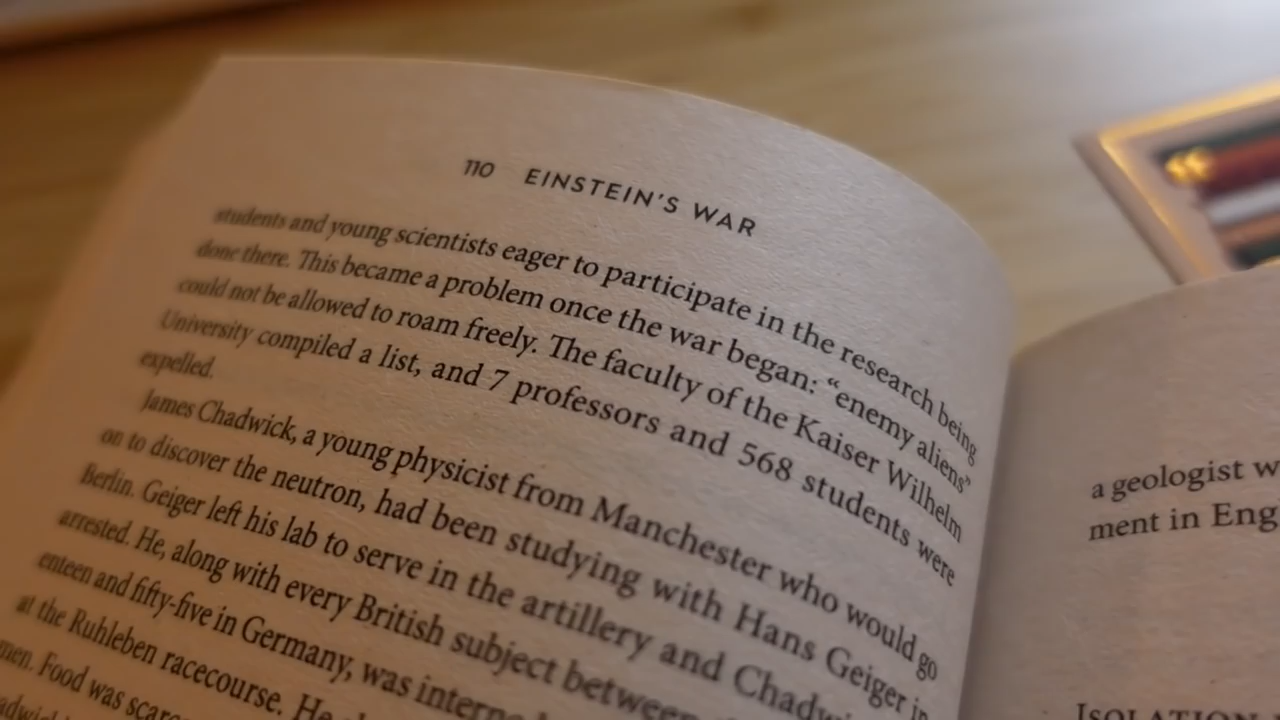 110 EINSTEIN'S WAR
students and young scientists eager to participate in the research being
done there. This became a problem once the war began: “enemy aliens”
could not be allowed to roam freely. The faculty of the Kaiser Wilhelm
University compiled a list, and 7 professors and 568 students were
expelled.
James Chadwick, a young physicist from Manchester who would go
on to discover the neutron, had been studying with Hans Geiger in
Berlin. Geiger left his lab to serve in the artillery and
arrested. He, along with every British subject between
enteen and fifty-five in Germany, was
at the Ruhleben racecourse. He
men. Food was
a geologist
ment in
ISOLATION